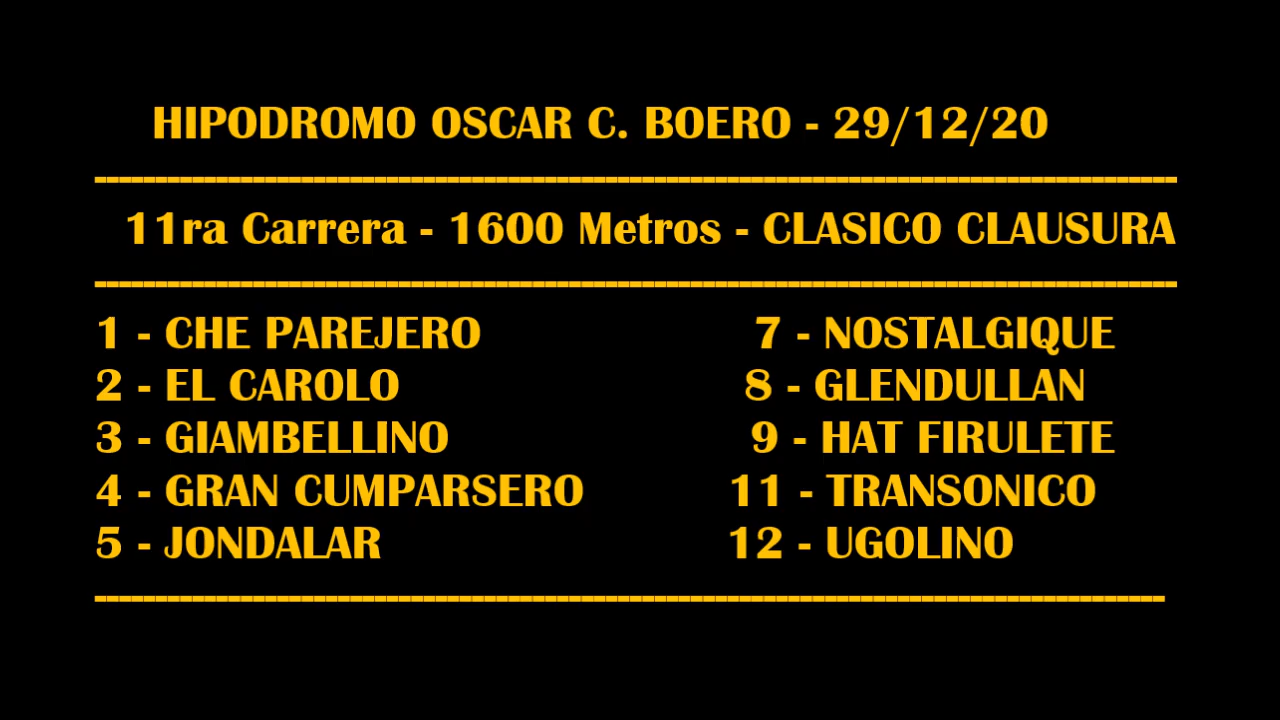 HIPODROMO OSCAR C. BOERO - 29/12/20
11ra Carrera - 1600 Metros - CLASICO CLAUSURA
1 - CHE PAREJERO 7 - NOSTALGIQUE
2 - EL CAROLO 8 - GLENDULLAN
3 - GIAMBELLINO 9 - HAT FIRULETE
4 - GRAN CUMPARSERO 11 - TRANSONICO
5 - JONDALAR 12 - UGOLINO